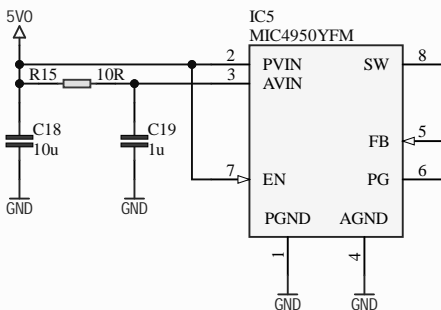 5V0
IC5
MIC4950YFM
2 PVIN SW 8
R15 10R 3 AVIN
C18
10u
C19
1u
FB 5
7 EN PG 6
PGND AGND
1 4
GND GND
GND GND